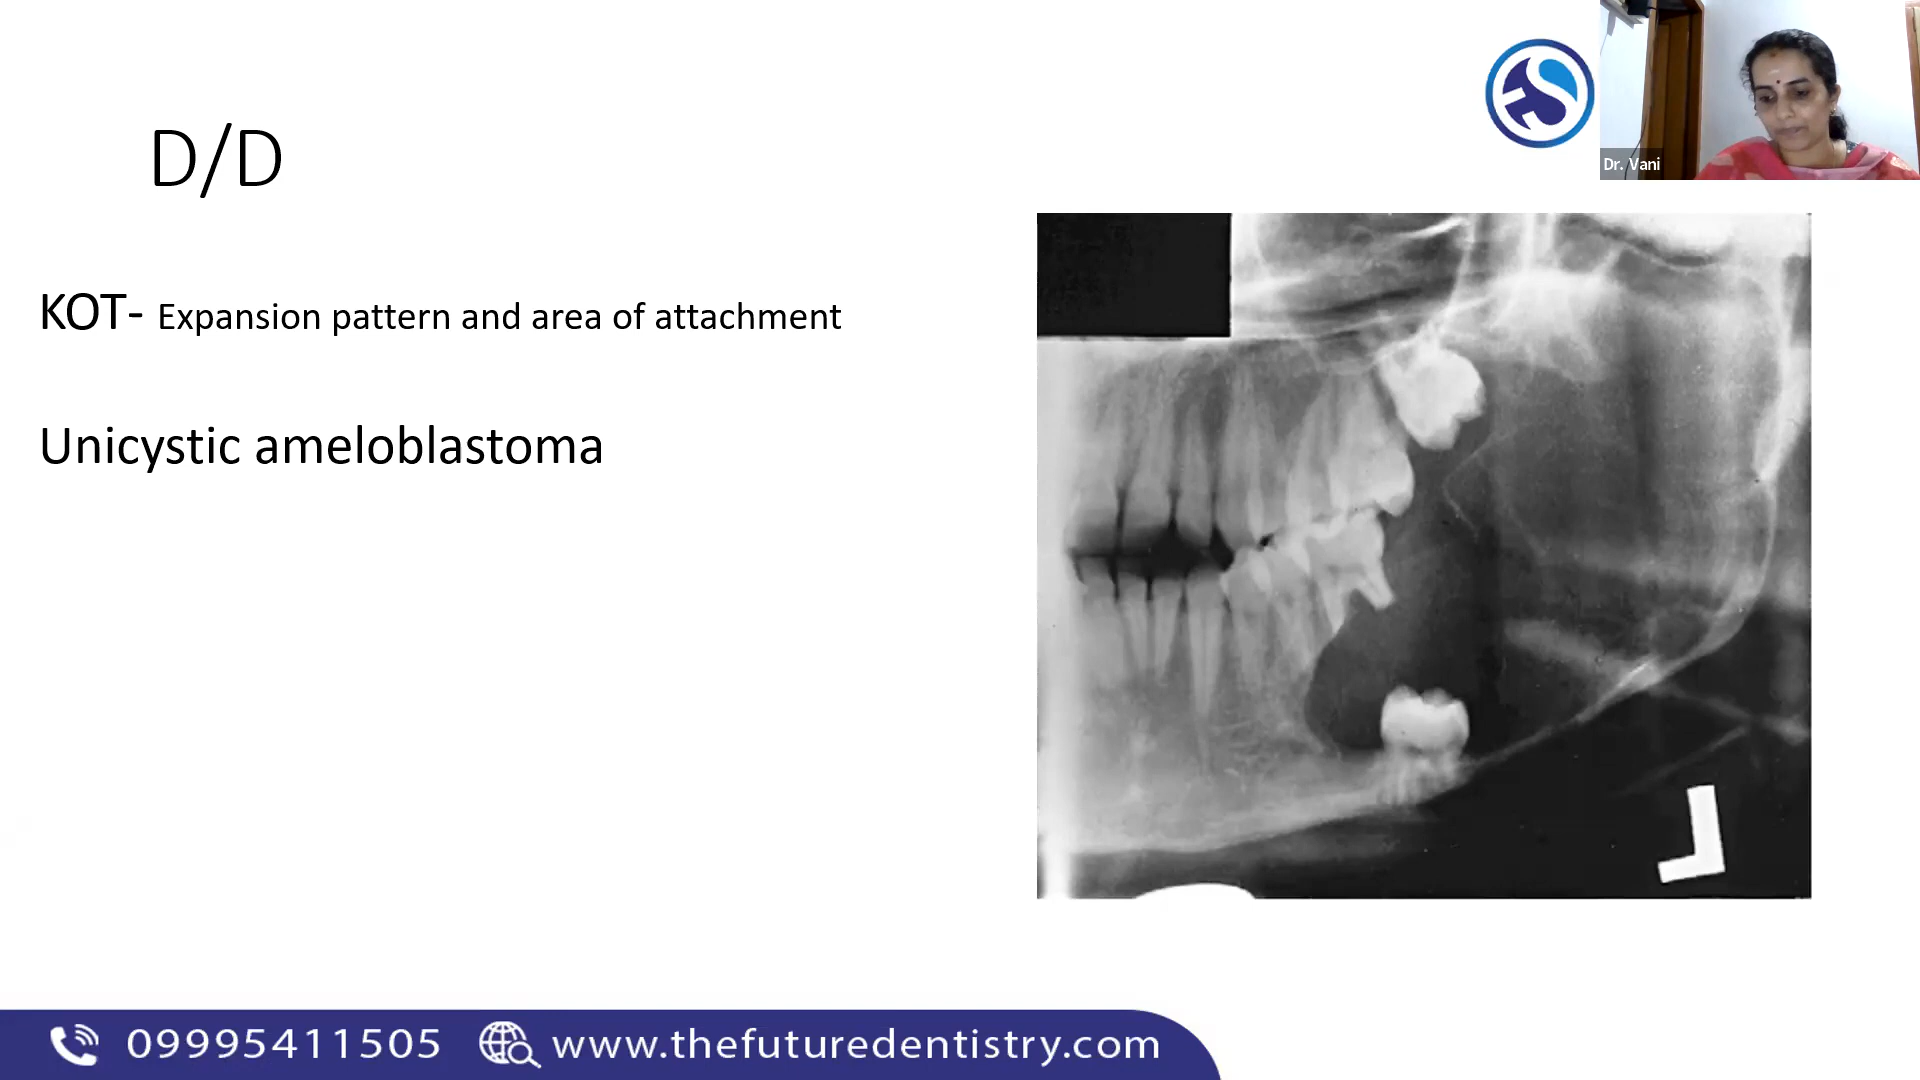 D/D
KOT- Expansion pattern and area of attachment
Unicystic ameloblastoma
Dr. Vani
L
09995411505 www.thefuturedentistry.com